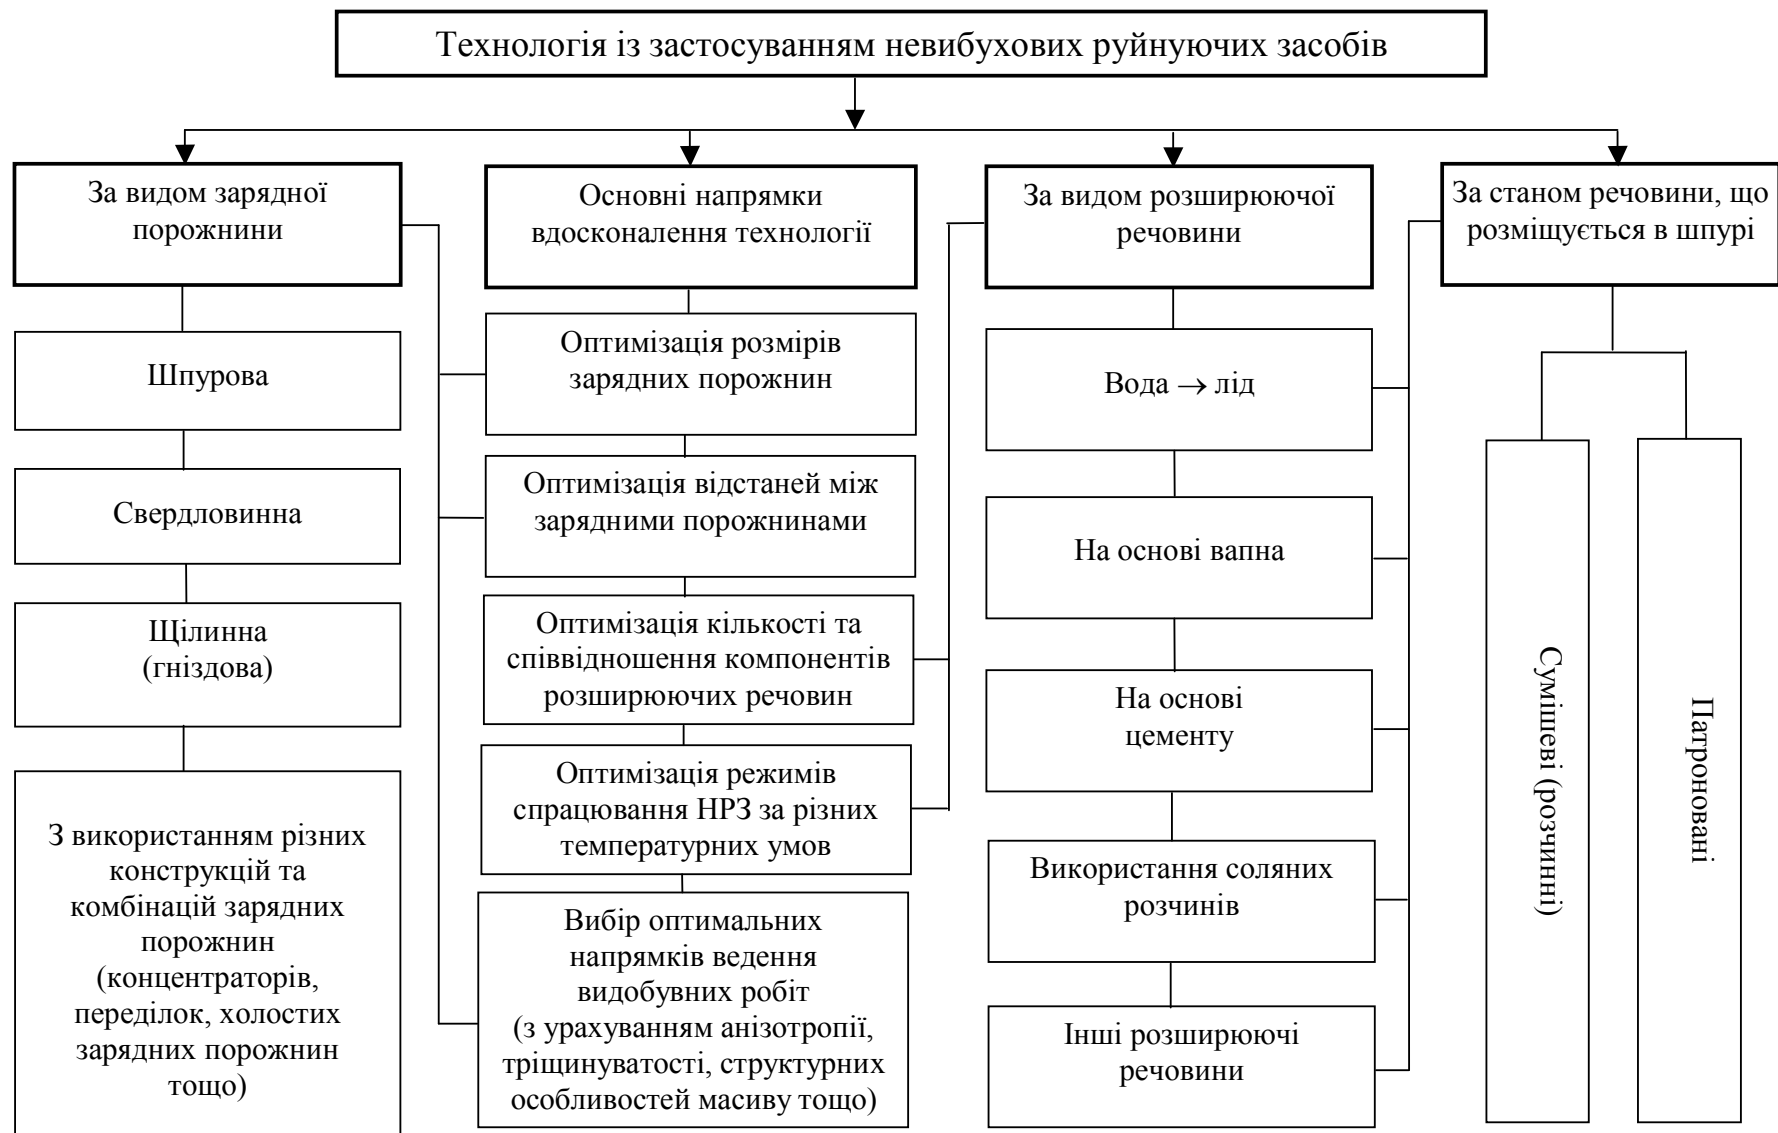 Технологія із застосуванням невибухових руйнуючих засобів
За видом зарядної
порожнини
Шпурова
Свердловинна
Щілинна
(гніздова)
З використанням різних
конструкцій та
комбінацій зарядних
порожнин
(концентраторів,
переділок, холостих
зарядних порожнин
тощо)
Основні напрямки
вдосконалення технології
Оптимізація розмірів
зарядних порожнин
Оптимізація відстаней між
зарядними порожнинами
Оптимізація кількості та
співвідношення компонентів
розширюючих речовин
Оптимізація режимів
спрацювання НРЗ за різних
температурних умов
Вибір оптимальних
напрямків ведення
видобувних робіт
(з урахуванням анізотропії,
тріщинуватості, структурних
особливостей масиву тощо)
За видом розширюючої
речовини
Вода → лід
На основі вапна
На основі
цементу
Використання соляних
розчинів
Інші розширюючі
речовини
За станом речовини, що
розміщується в шпурі
Сумішеві (розчинні)
Патроновані